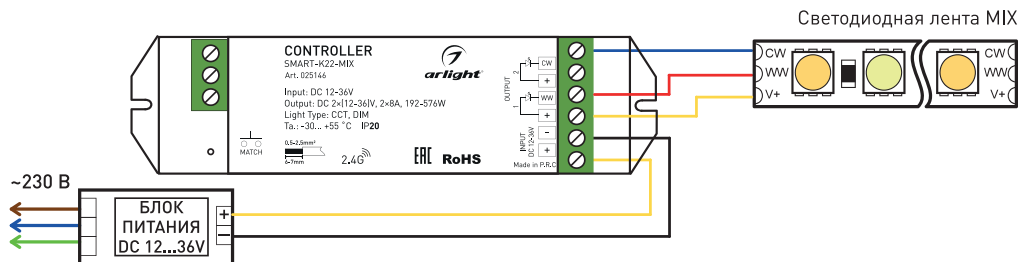 Светодиодная лента MIX
CONTROLLER
SMART-K22-MIX
Art. 025146
arlight
Input: DC 12-36V
Output: DC 2×(12-36)V, 2×8A, 192-576W
Light Type: CCT, DIM
Ta.: -30... +55 °C IP20
MATCH
0,5-2,5mm²
6-7mm
2.4G
EAC RoHS
Made in P.R.C
OUTPUT
2
CW
+
1
WW
+
INPUT
DC 12-36V
-
+
CW
WW
V+
CW
WW
V+
~230 В
БЛОК
ПИТАНИЯ
DC 12...36V
+
−